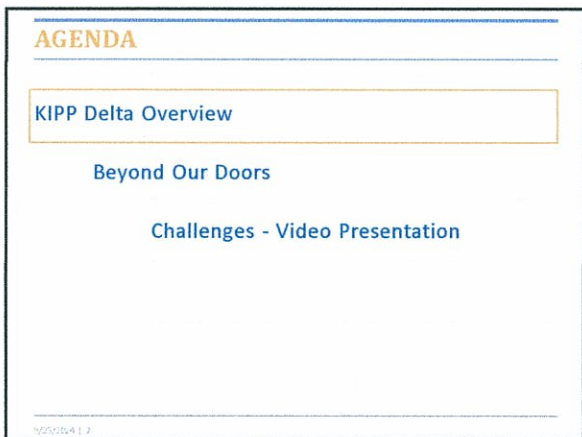 AGENDA
KIPP Delta Overview
Beyond Our Doors
Challenges - Video Presentation